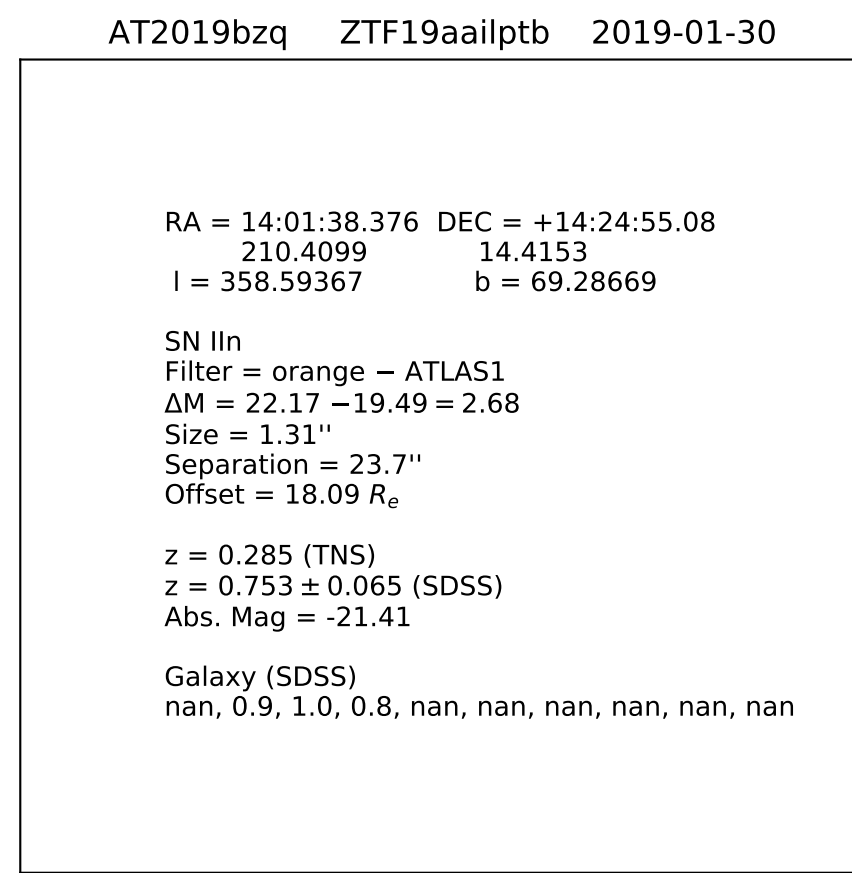 AT2019bzq ZTF19aailptb 2019-01-30
RA = 14:01:38.376 DEC = +14:24:55.08
210.4099 14.4153
l = 358.59367 b = 69.28669
SN IIn
Filter = orange − ATLAS1
ΔM = 22.17 −19.49 = 2.68
Size = 1.31''
Separation = 23.7''
Offset = 18.09 Re
z = 0.285 (TNS)
z = 0.753 ± 0.065 (SDSS)
Abs. Mag = -21.41
Galaxy (SDSS)
nan, 0.9, 1.0, 0.8, nan, nan, nan, nan, nan, nan